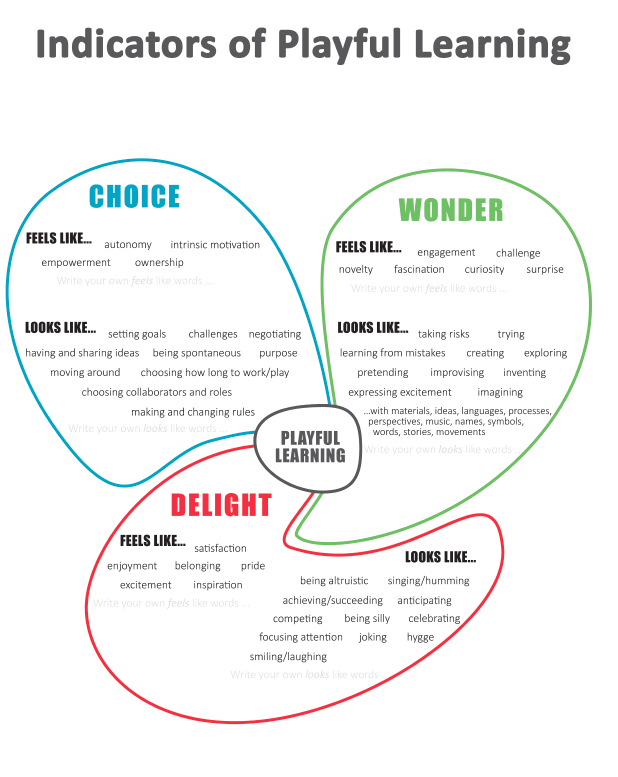 Indicators of Playful Learning
CHOICE
FEELS LIKE... autonomy intrinsic motivation
empowerment ownership
Write your own feels like words ...
LOOKS LIKE... setting goals challenges negotiating
having and sharing ideas being spontaneous purpose
moving around choosing how long to work/play
choosing collaborators and roles
making and changing rules
Write your own looks like words ...
WONDER
FEELS LIKE... engagement challenge
novelty fascination curiosity surprise
Write your own feels like words ...
LOOKS LIKE... taking risks trying
learning from mistakes creating exploring
pretending improvising inventing
expressing excitement imagining
...with materials, ideas, languages, processes,
perspectives, music, names, symbols,
words, stories, movements
Write your own looks like words ...
PLAYFUL
LEARNING
DELIGHT
FEELS LIKE... satisfaction
enjoyment belonging pride
excitement inspiration
Write your own feels like words ...
LOOKS LIKE...
being altruistic singing/humming
achieving/succeeding anticipating
competing being silly celebrating
focusing attention joking hygge
smiling/laughing
Write your own looks like words